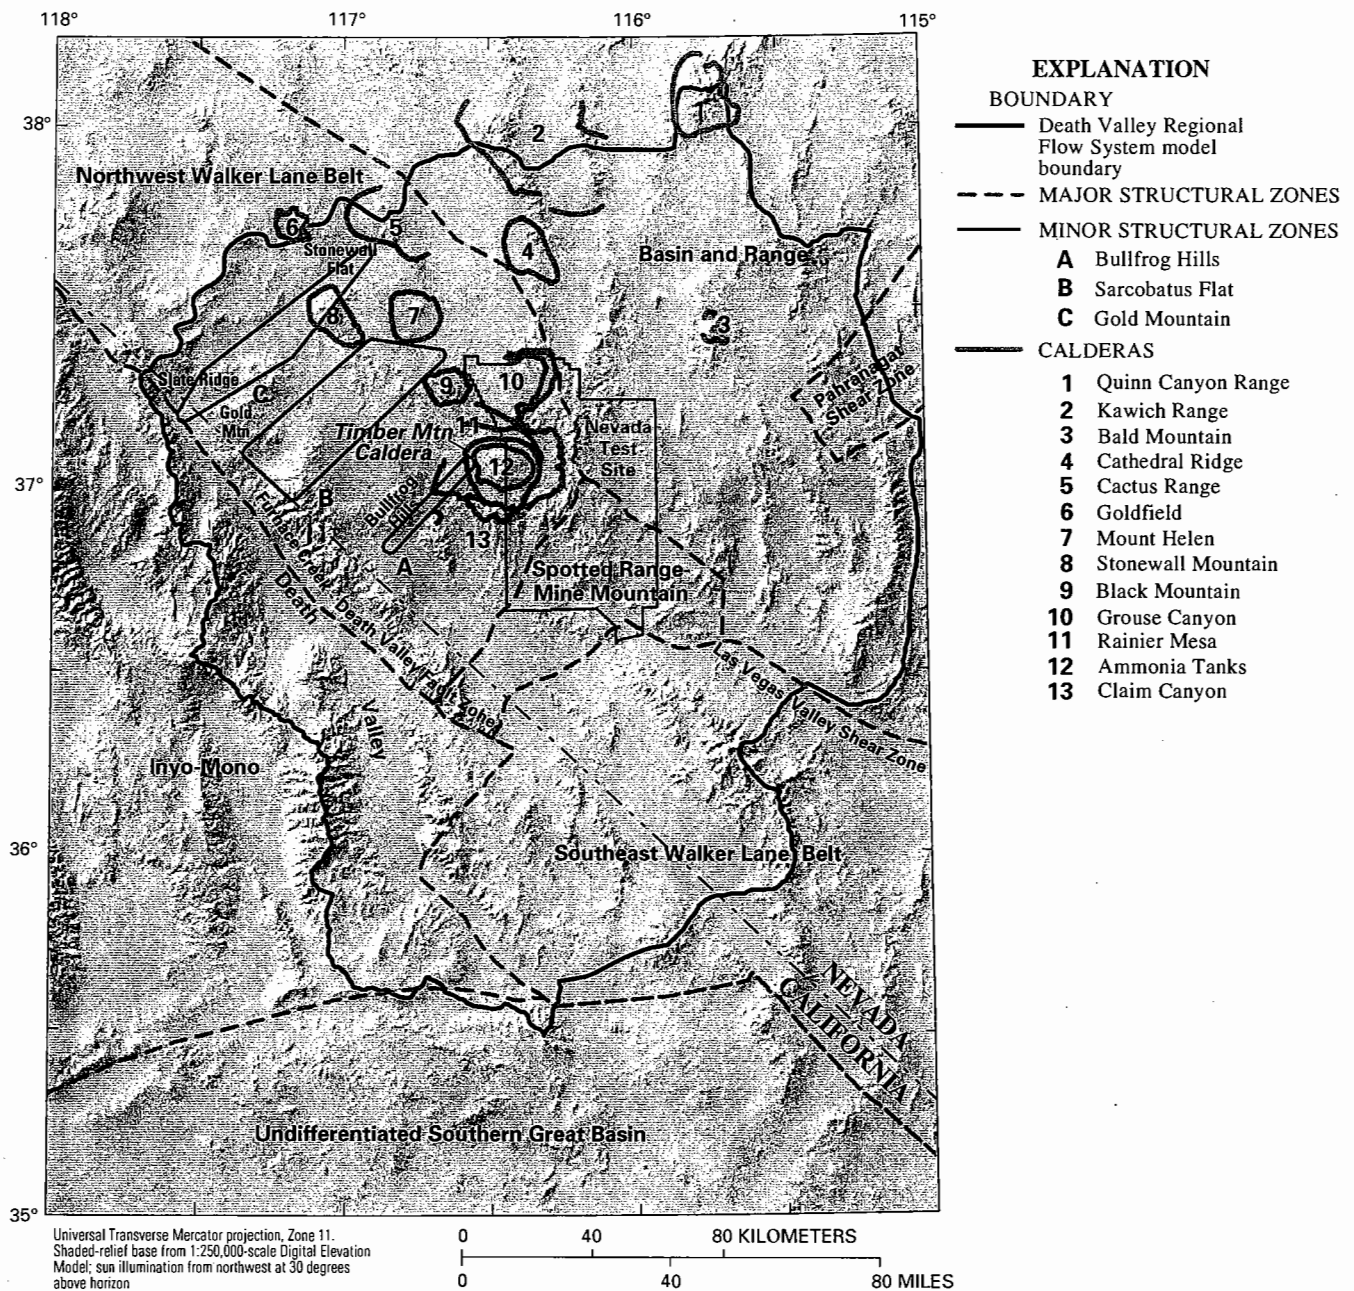 118°
117°
116°
115°
38°
37°
36°
35°
Northwest Walker Lane Belt
Basin and Range
Stonewall
Flat
Slate Ridge
Gold
Mtn
Timber Mtn
Caldera
Nevada
Test
Site
Pahranagat
Shear Zone
Bullfrog
Hills
Furnace Creek - Death Valley Fault Zone
Death
Valley
Spotted Range-
Mine Mountain
Las Vegas Valley Shear Zone
Inyo-Mono
Southeast Walker Lane Belt
NEVADA
CALIFORNIA
Undifferentiated Southern Great Basin
1
2
3
4
5
6
7
8
9
10
11
12
13
A
B
C
EXPLANATION
BOUNDARY
Death Valley Regional
Flow System model
boundary
MAJOR STRUCTURAL ZONES
MINOR STRUCTURAL ZONES
A Bullfrog Hills
B Sarcobatus Flat
C Gold Mountain
CALDERAS
1 Quinn Canyon Range
2 Kawich Range
3 Bald Mountain
4 Cathedral Ridge
5 Cactus Range
6 Goldfield
7 Mount Helen
8 Stonewall Mountain
9 Black Mountain
10 Grouse Canyon
11 Rainier Mesa
12 Ammonia Tanks
13 Claim Canyon
Universal Transverse Mercator projection, Zone 11.
Shaded-relief base from 1:250,000-scale Digital Elevation
Model; sun illumination from northwest at 30 degrees
above horizon
0 40 80 KILOMETERS
0 40 80 MILES